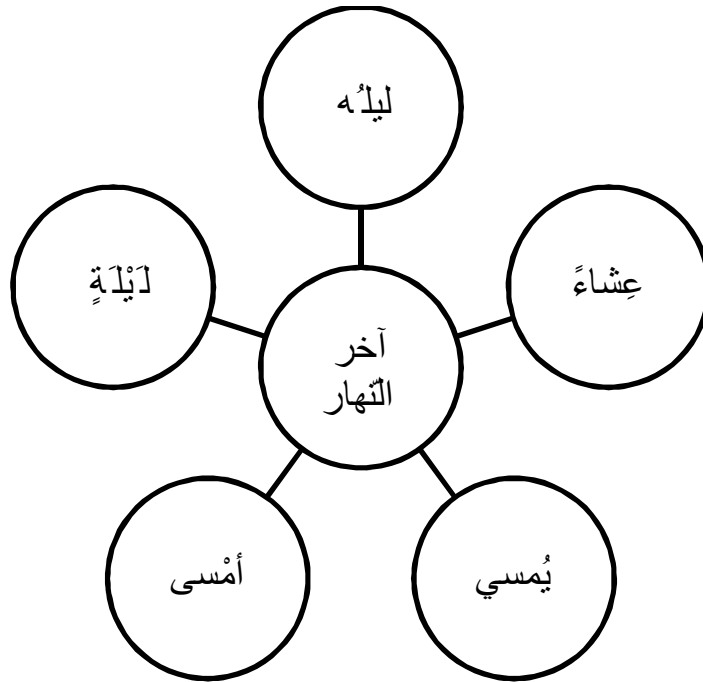 ليلُه
عِشاءً
لَيْلَةٍ
آخر
النّهار
أمْسى
يُمسي